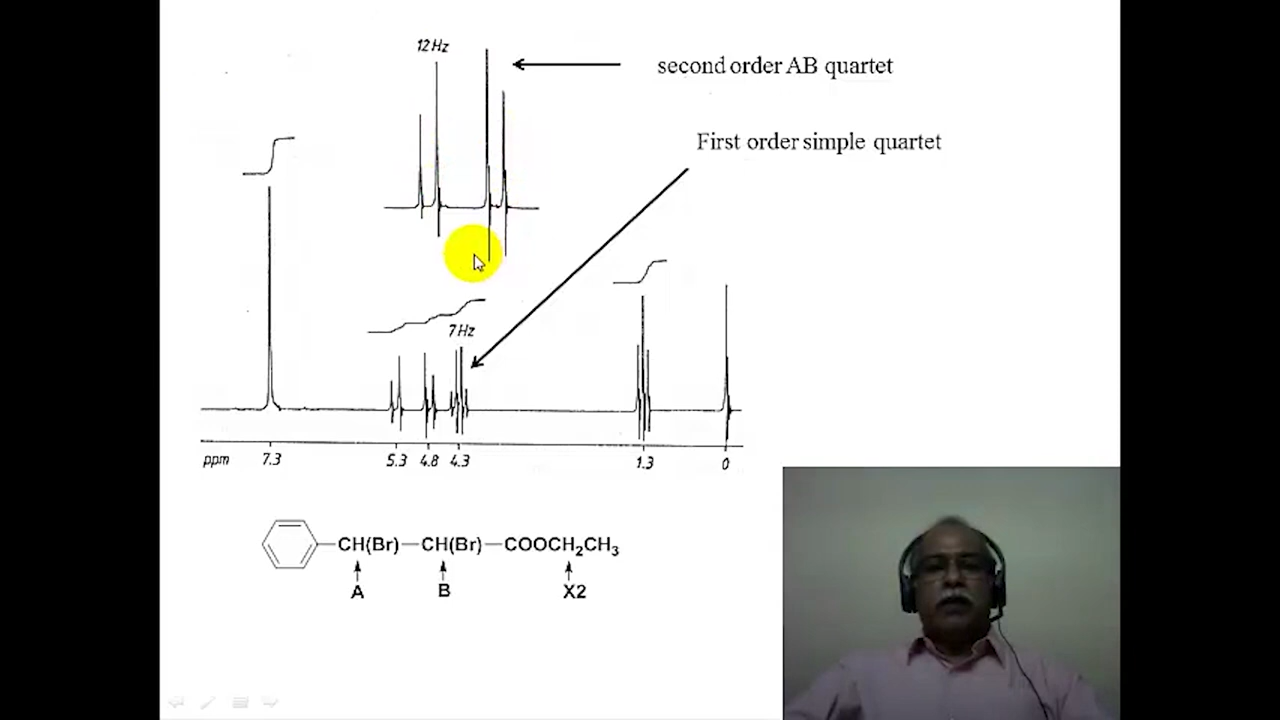 12 Hz
second order AB quartet
First order simple quartet
7 Hz
ppm 7.3 5.3 4.8 4.3 1.3 0
CH(Br)—CH(Br)—COOCH₂CH₃
A B X2